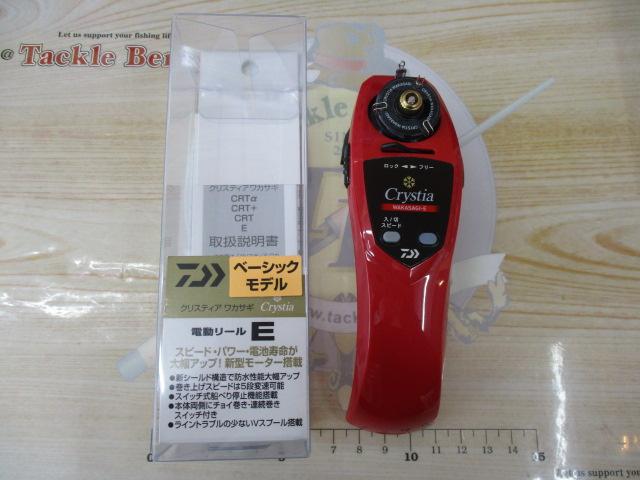 Let us support your fishing life.
@ Tackle Ber
クリスティア ワカサギ
CRTα
CRT+
CRT
E
取扱説明書
ベーシック
モデル
クリスティア ワカサギ Crystia
電動リール E
スピード・パワー・電池寿命が
大幅アップ!新型モーター搭載
●新シールド構造で防水性能大幅アップ
●巻き上げスピードは5段変速可能
●スイッチ式船べり停止機能搭載
●本体両側にチョイ巻き・連続巻き
スイッチ付き
●ライントラブルの少ないVスプール搭載
CRYSTIA WAKASAGI
ロック ◄ ► フリー
Crystia
WAKASAGI-E
入/切
スピード
www.tack
0 5 10 15
Let us support y